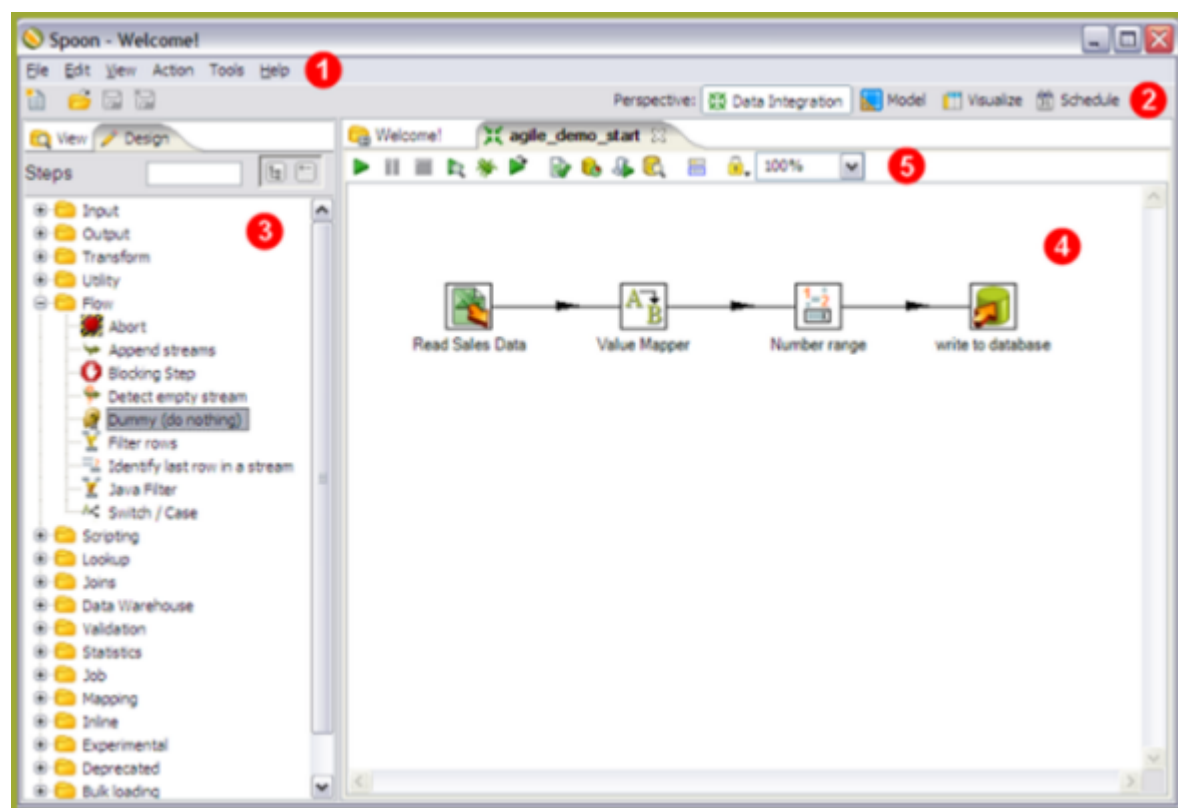 Spoon - Welcome!
File Edit View Action Tools Help 1
Perspective: Data Integration Model Visualize Schedule 2
View Design
Welcome! agile_demo_start
Steps
100% 5
Input
Output
3
Transform
Utility
Flow
Abort
Append streams
Blocking Step
Detect empty stream
Dummy (do nothing)
Filter rows
Identify last row in a stream
Java Filter
Switch / Case
Scripting
Lookup
Joins
Data Warehouse
Validation
Statistics
Job
Mapping
Inline
Experimental
Deprecated
Bulk loading
4
A B
1-2
Read Sales Data Value Mapper Number range write to database